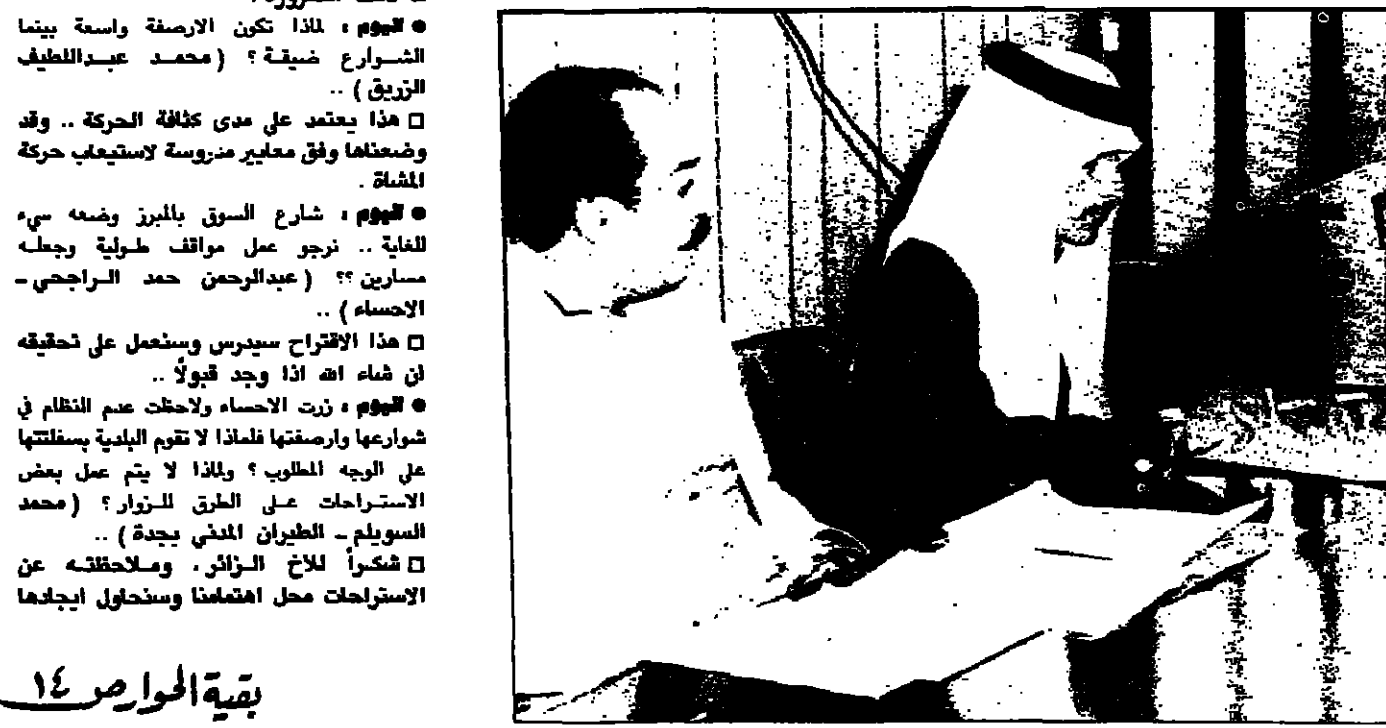 ● اليوم : لماذا تكون الارصفة واسعة بينما
الشوارع ضيقة ؟ ( محمد عبداللطيف
الزريق ) ..
□ هذا يعتمد على مدى كثافة الحركة .. وقد
وضعناها وفق معايير مدروسة لاستيعاب حركة
المشاة .
● اليوم : شارع السوق بالمبرز وضعه سيء
للغاية .. نرجو عمل مواقف طولية وجعله
مسارين ؟؟ ( عبدالرحمن حمد الراجحي ـ
الاحساء ) ..
□ هذا الاقتراح سيدرس وسنعمل على تحقيقه
ان شاء الله اذا وجد قبولاً ..
● اليوم : زرت الاحساء ولاحظت عدم النظام في
شوارعها وارصفتها فلماذا لا تقوم البلدية بسفلتتها
على الوجه المطلوب ؟ ولماذا لا يتم عمل بعض
الاستراحات على الطرق للزوار ؟ ( محمد
السويلم ـ الطيران المدني بجدة ) ..
□ شكراً للاخ الزائر . وملاحظته عن
الاستراحات محل اهتمامنا وسنحاول ايجادها
بقية الحوار ص ١٤